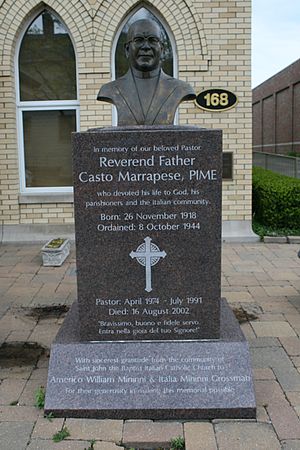 168
In memory of our beloved Pastor
Reverend Father
Casto Marrapese, PIME
who devoted his life to God, his
parishioners and the Italian community.
Born: 26 November 1918
Ordained: 8 October 1944
Pastor: April 1974 - July 1991
Died: 16 August 2002
"Bravissimo, buono e fidele servo.
Entra nella gioia del tuo Signore!"
With sincerest gratitude from the community of
Saint John the Baptist Italian Catholic Church to
Americo William Mininni & Italia Mininni Grossman
For their generosity in making this memorial possible